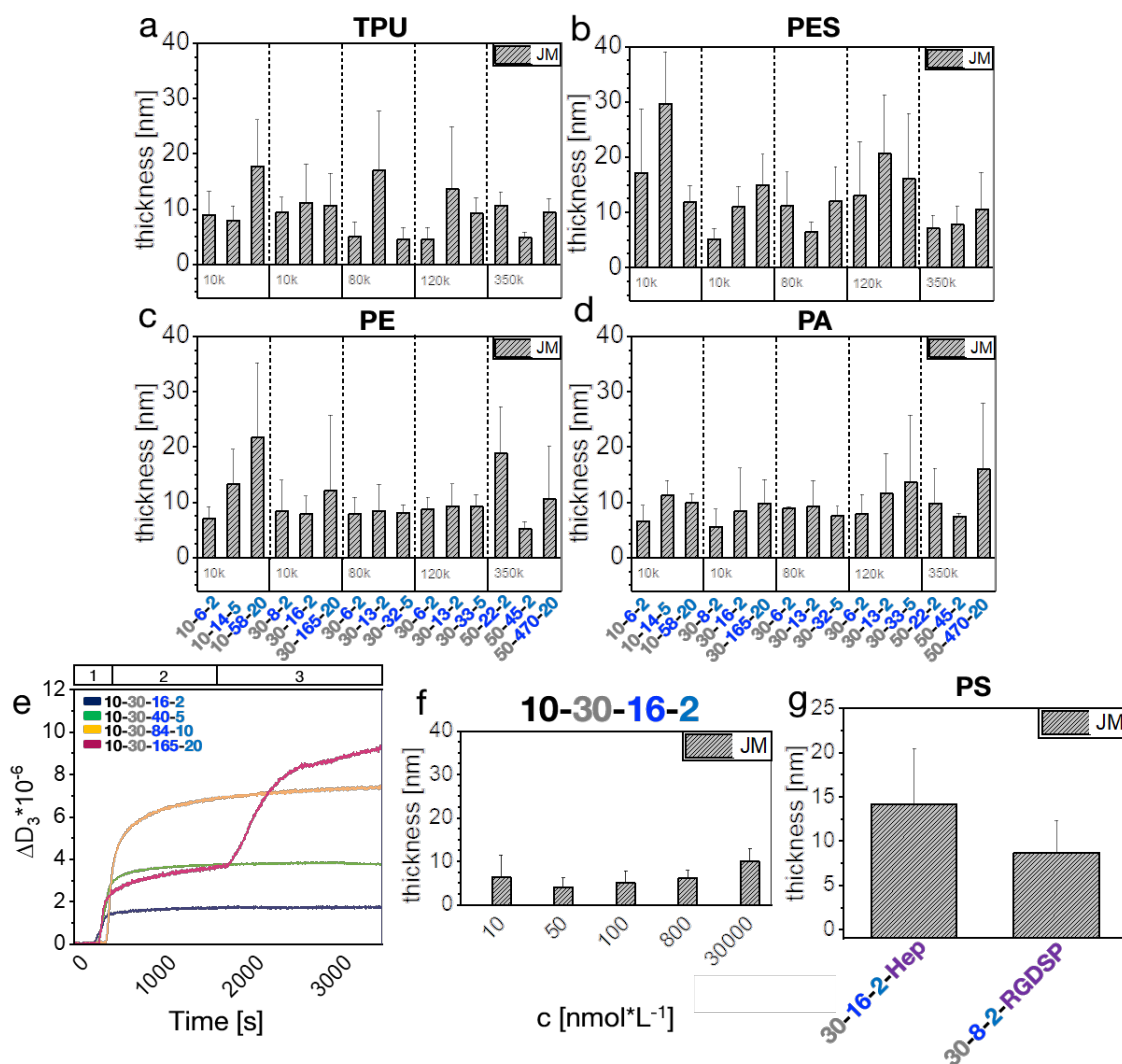 a TPU
JM
thickness [nm]
40
30
20
10
0
10k 10k 80k 120k 350k
b PES
JM
thickness [nm]
40
30
20
10
0
10k 10k 80k 120k 350k
c PE
JM
thickness [nm]
40
30
20
10
0
10k 10k 80k 120k 350k
10-6-2 10-14-5 10-58-20 30-8-2 30-16-2 30-165-20 30-6-2 30-13-2 30-32-5 30-6-2 30-13-2 30-33-5 50-22-2 50-45-2 50-470-20
d PA
JM
thickness [nm]
40
30
20
10
0
10k 10k 80k 120k 350k
10-6-2 10-14-5 10-58-20 30-8-2 30-16-2 30-165-20 30-6-2 30-13-2 30-32-5 30-6-2 30-13-2 30-33-5 50-22-2 50-45-2 50-470-20
e
1 2 3
10-30-16-2
10-30-40-5
10-30-84-10
10-30-165-20
ΔD₃*10⁻⁶
12
10
8
6
4
2
0
0 1000 2000 3000
Time [s]
f 10-30-16-2
JM
thickness [nm]
40
30
20
10
0
10 50 100 800 30000
c [nmol*L⁻¹]
g PS
JM
thickness [nm]
25
20
15
10
5
0
30-16-2-Hep 30-8-2-RGDSP